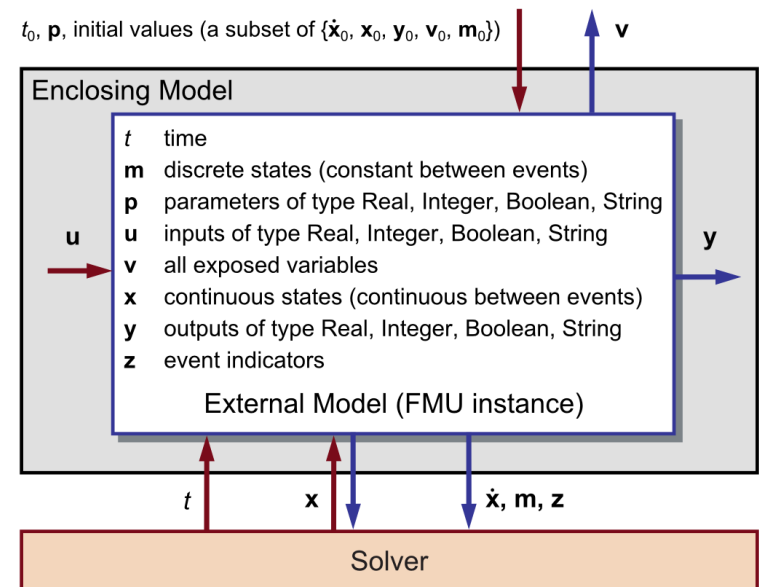 t₀, p, initial values (a subset of {ẋ₀, x₀, y₀, v₀, m₀})
v
Enclosing Model
t time
m discrete states (constant between events)
p parameters of type Real, Integer, Boolean, String
u inputs of type Real, Integer, Boolean, String
v all exposed variables
x continuous states (continuous between events)
y outputs of type Real, Integer, Boolean, String
z event indicators
External Model (FMU instance)
u
y
t
x
ẋ, m, z
Solver